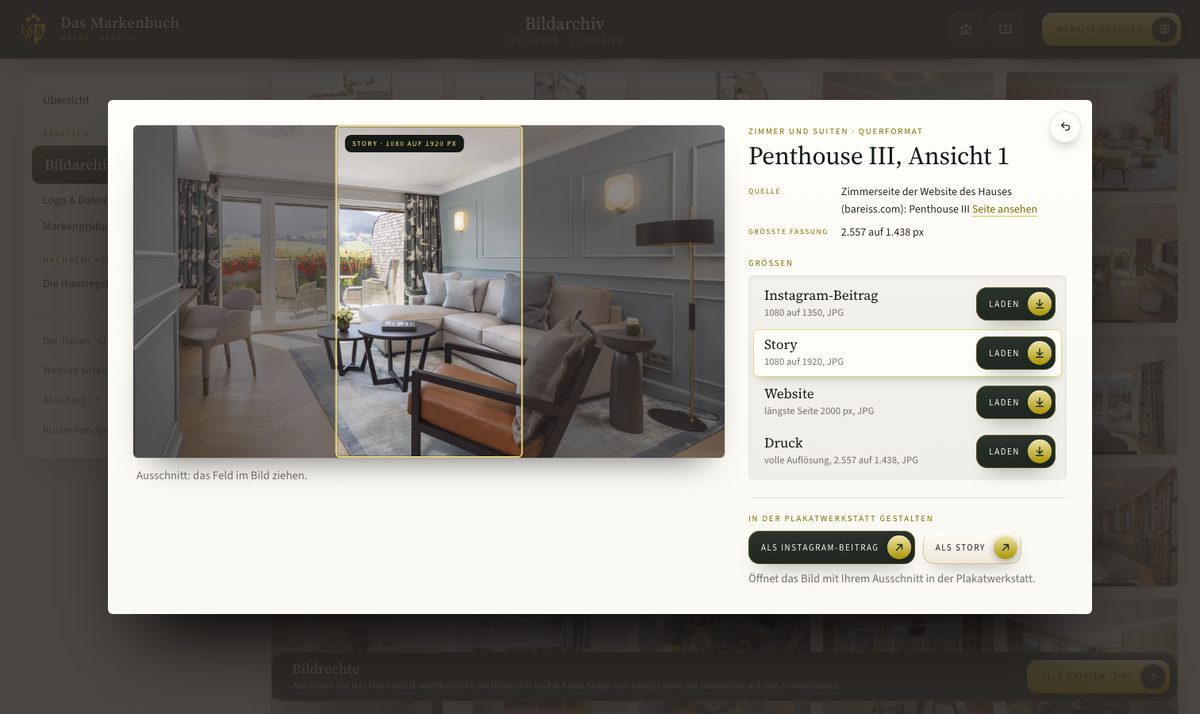 Das Markenbuch
MARKE BAREISS
Bildarchiv
WEBSITE ANSEHEN
Übersicht
ARBEITEN
Bildarchiv
Logo & Dateie
Markenprüfun
NACHSCHLAG
Die Hausregel
Der Tresen
Website anseh
Anleitung
Kurzer Rundga
STORY · 1080 AUF 1920 PX
Ausschnitt: das Feld im Bild ziehen.
ZIMMER UND SUITEN · QUERFORMAT
Penthouse III, Ansicht 1
QUELLE
Zimmerseite der Website des Hauses
(bareiss.com): Penthouse III Seite ansehen
GRÖSSTE FASSUNG
2.557 auf 1.438 px
GRÖSSEN
Instagram-Beitrag
1080 auf 1350, JPG
LADEN
Story
1080 auf 1920, JPG
LADEN
Website
längste Seite 2000 px, JPG
LADEN
Druck
volle Auflösung, 2.557 auf 1.438, JPG
LADEN
IN DER PLAKATWERKSTATT GESTALTEN
ALS INSTAGRAM-BEITRAG
ALS STORY
Öffnet das Bild mit Ihrem Ausschnitt in der Plakatwerkstatt.
Bildrechte
Alle Bilder hat das Haus selbst veröffentlicht: im Bildarchiv und auf den Seiten von bareiss.com, die Grundrisse auf den Zimmerseiten.
ALLE DATEIEN (ZIP)